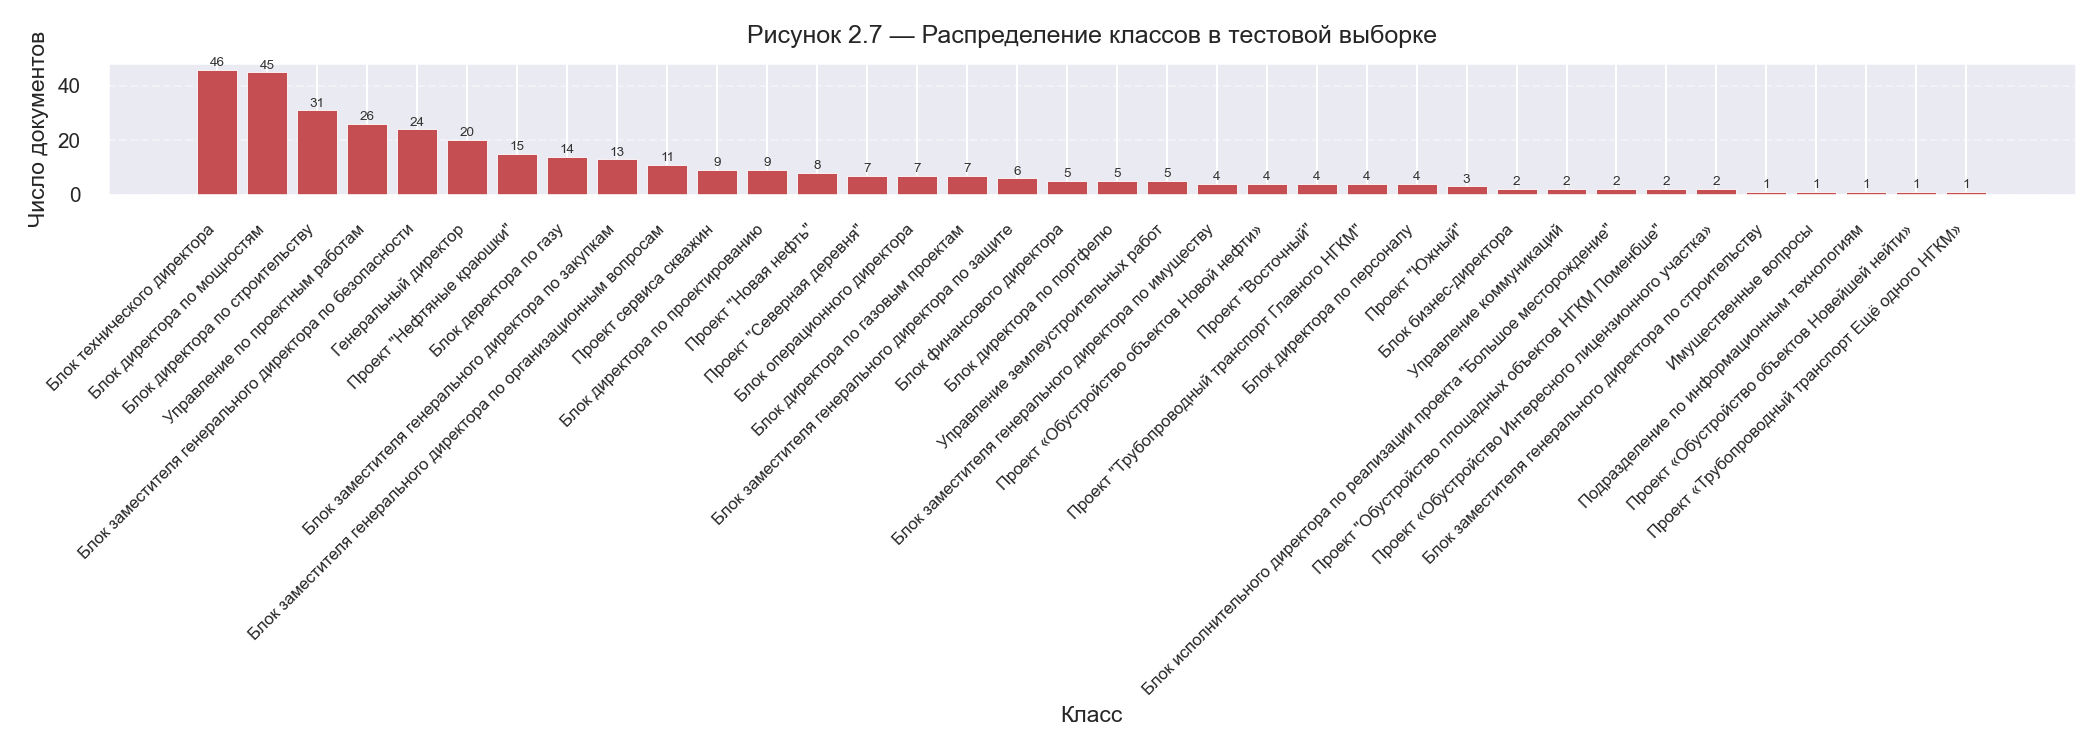 Рисунок 2.7 — Распределение классов в тестовой выборке
Число документов
40
20
0
46
45
31
26
24
20
15
14
13
11
9
9
8
7
7
7
6
5
5
5
4
4
4
4
4
3
2
2
2
2
2
1
1
1
1
1
Блок технического директора
Блок директора по мощностям
Блок директора по строительству
Управление по проектным работам
Блок заместителя генерального директора по безопасности
Генеральный директор
Проект "Нефтяные краюшки"
Блок директора по газу
Блок заместителя генерального директора по закупкам
Блок заместителя генерального директора по организационным вопросам
Проект сервиса скважин
Блок директора по проектированию
Проект "Новая нефть"
Проект "Северная деревня"
Блок операционного директора
Блок директора по газовым проектам
Блок заместителя генерального директора по защите
Блок финансового директора
Блок директора по портфелю
Управление землеустроительных работ
Блок заместителя генерального директора по имуществу
Проект «Обустройство объектов Новой нефти»
Проект "Восточный"
Проект "Трубопроводный транспорт Главного НГКМ"
Блок директора по персоналу
Проект "Южный"
Блок бизнес-директора
Управление коммуникаций
Блок исполнительного директора по реализации проекта "Большое месторождение"
Проект "Обустройство площадных объектов НГКМ Поменбше"
Проект «Обустройство Интересного лицензионного участка»
Блок заместителя генерального директора по строительству
Имущественные вопросы
Подразделение по информационным технологиям
Проект «Обустройство объектов Новейшей нейти»
Проект «Трубопроводный транспорт Ещё одного НГКМ»
Класс